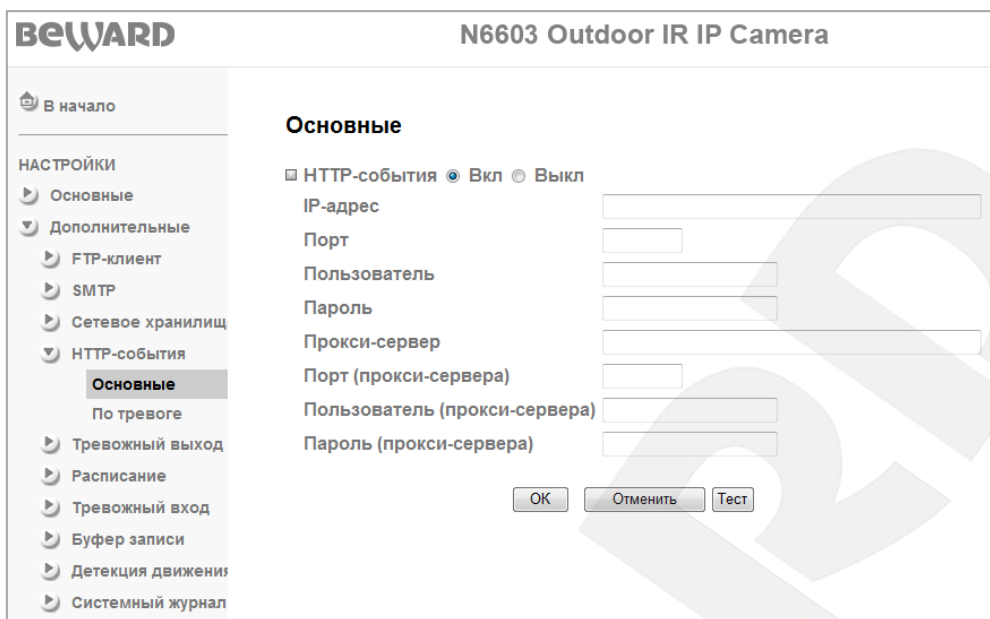 BEWARD
N6603 Outdoor IR IP Camera
В начало
НАСТРОЙКИ
Основные
Дополнительные
FTP-клиент
SMTP
Сетевое хранилищ
HTTP-события
Основные
По тревоге
Тревожный выход
Расписание
Тревожный вход
Буфер записи
Детекция движения
Системный журнал
Основные
HTTP-события Вкл Выкл
IP-адрес
Порт
Пользователь
Пароль
Прокси-сервер
Порт (прокси-сервера)
Пользователь (прокси-сервера)
Пароль (прокси-сервера)
OK Отменить Тест